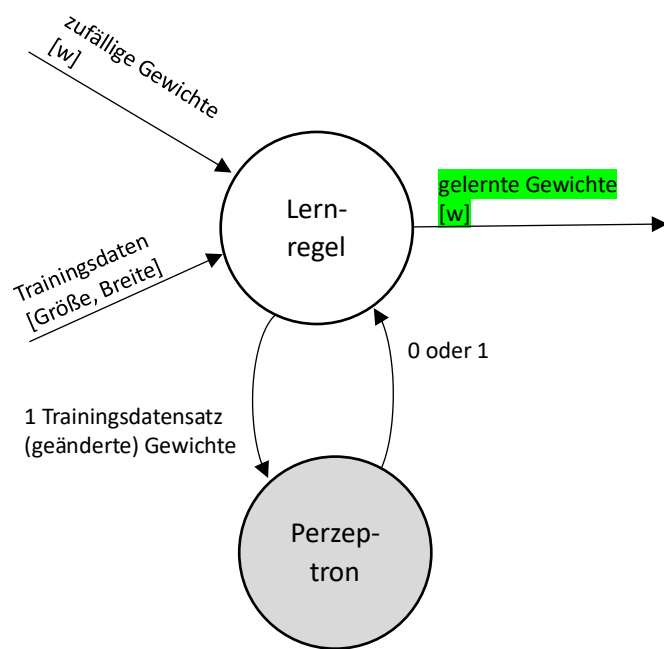 zufällige Gewichte
[w]
gelernte Gewichte
[w]
Lern-
regel
Trainingsdaten
[Größe, Breite]
0 oder 1
1 Trainingsdatensatz
(geänderte) Gewichte
Perzep-
tron